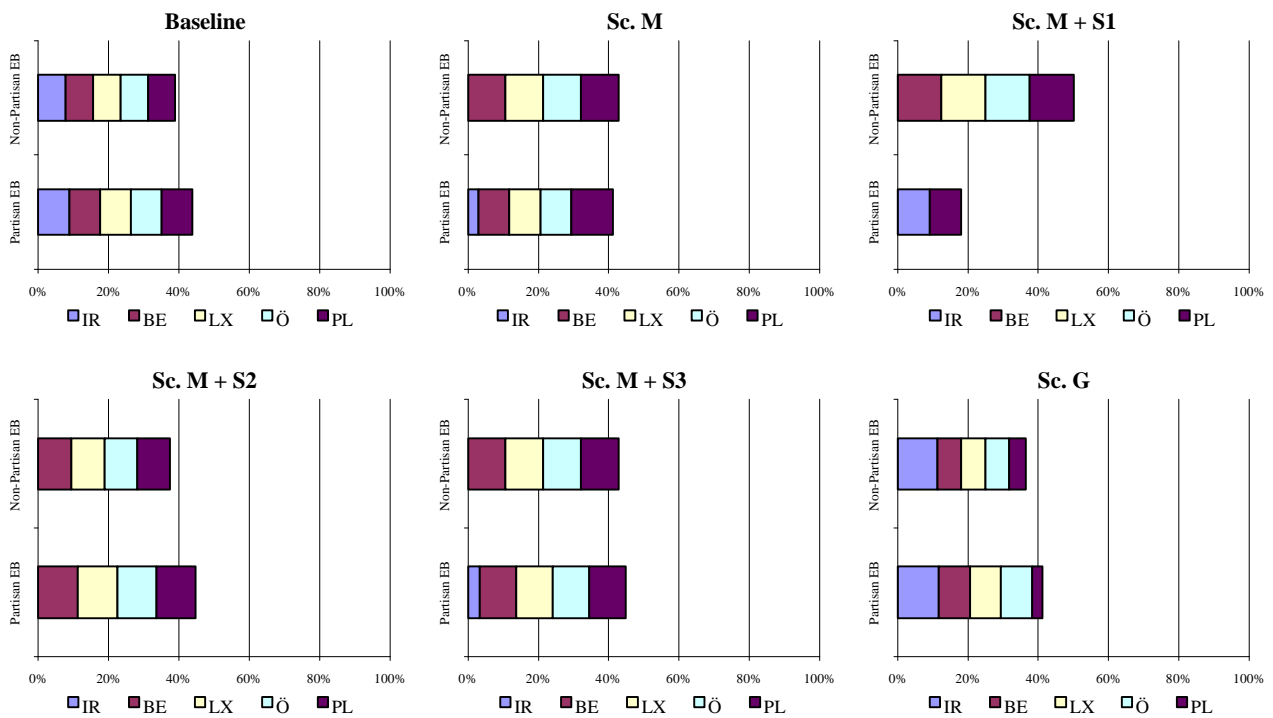 Baseline
Non-Partisan EB
Partisan EB
0% 20% 40% 60% 80% 100%
IR BE LX Ö PL
Sc. M
Non-Partisan EB
Partisan EB
0% 20% 40% 60% 80% 100%
IR BE LX Ö PL
Sc. M + S1
Non-Partisan EB
Partisan EB
0% 20% 40% 60% 80% 100%
IR BE LX Ö PL
Sc. M + S2
Non-Partisan EB
Partisan EB
0% 20% 40% 60% 80% 100%
IR BE LX Ö PL
Sc. M + S3
Non-Partisan EB
Partisan EB
0% 20% 40% 60% 80% 100%
IR BE LX Ö PL
Sc. G
Non-Partisan EB
Partisan EB
0% 20% 40% 60% 80% 100%
IR BE LX Ö PL